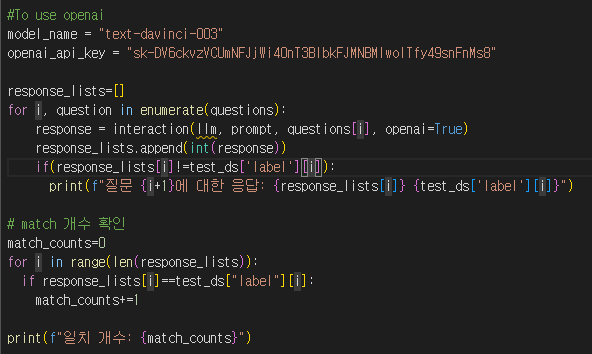 #To use openai
model_name = "text-davinci-003"
openai_api_key =
response_lists=[]
for i, question in enumerate(questions):
response = interaction(llm, prompt, questions[i], openai=True)
response_lists.append(int(response))
if(response_lists[i]!=test_ds['label'][i]):
print(f"질문 {i+1}에 대한 응답: {response_lists[i]} {test_ds['label'][i]}")
# match 개수 확인
match_counts=0
for i in range(len(response_lists)):
if response_lists[i]==test_ds["label"][i]:
match_counts+=1
print(f"일치 개수: {match_counts}")